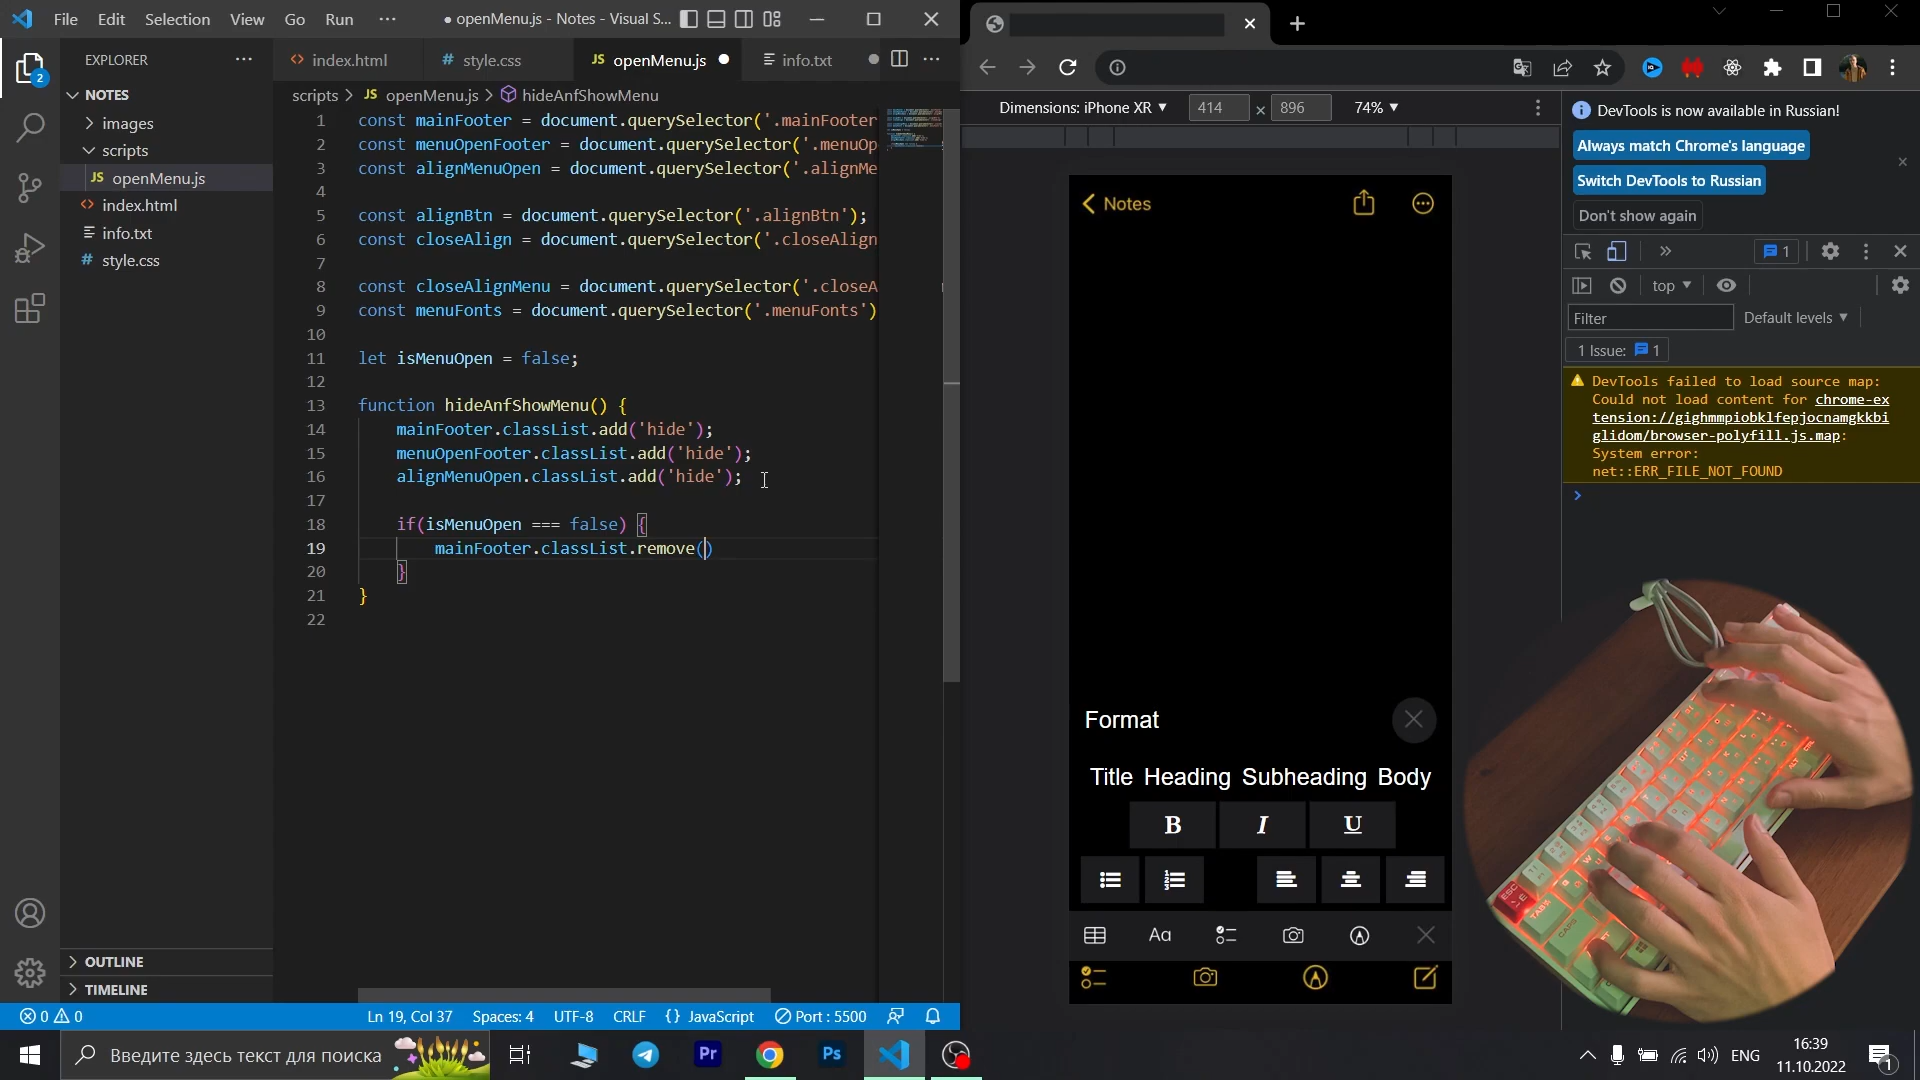 File Edit Selection View Go Run ··· ● openMenu.js - Notes - Visual S...
EXPLORER ···
NOTES
images
scripts
JS openMenu.js
index.html
info.txt
style.css
OUTLINE
TIMELINE
index.html # style.css JS openMenu.js info.txt
scripts > JS openMenu.js > hideAnfShowMenu
1 const mainFooter = document.querySelector('.mainFooter
2 const menuOpenFooter = document.querySelector('.menuOp
3 const alignMenuOpen = document.querySelector('.alignMe
4
5 const alignBtn = document.querySelector('.alignBtn');
6 const closeAlign = document.querySelector('.closeAlign
7
8 const closeAlignMenu = document.querySelector('.closeA
9 const menuFonts = document.querySelector('.menuFonts')
10
11 let isMenuOpen = false;
12
13 function hideAnfShowMenu() {
14 mainFooter.classList.add('hide');
15 menuOpenFooter.classList.add('hide');
16 alignMenuOpen.classList.add('hide');
17
18 if(isMenuOpen === false) {
19 mainFooter.classList.remove()
20 }
21 }
22
0 0 Ln 19, Col 37 Spaces: 4 UTF-8 CRLF {} JavaScript Port : 5500
Dimensions: iPhone XR 414 × 896 74%
Notes
Format
Title Heading Subheading Body
B I U
Aa
DevTools is now available in Russian!
Always match Chrome's language
Switch DevTools to Russian
Don't show again
1
top
Filter Default levels
1 Issue: 1
DevTools failed to load source map:
Could not load content for chrome-ex
tension://gighmmpiobklfepjocnamgkkbi
glidom/browser-polyfill.js.map:
System error:
net::ERR_FILE_NOT_FOUND
Введите здесь текст для поиска Pr Ps ENG 16:39
11.10.2022
1